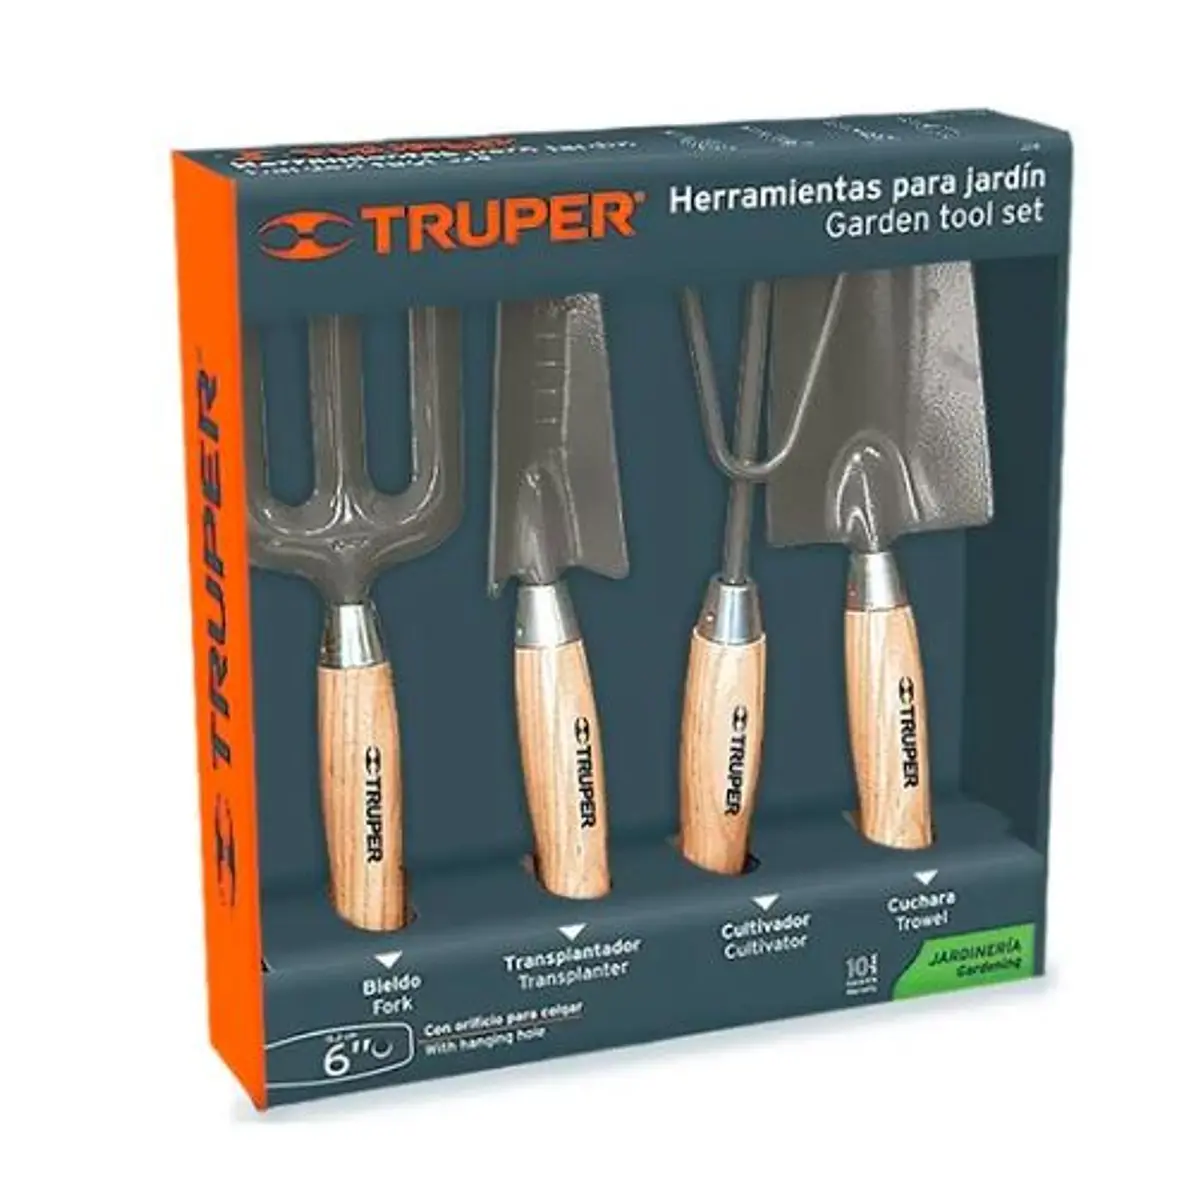 TRUPER
Herramientas para jardín
Garden tool set
TRUPER
TRUPER
TRUPER
TRUPER
TRUPER
Bieldo
Fork
Transplantador
Transplanter
Cultivador
Cultivator
Cuchara
Trowel
6"
Con orificio para colgar
With hanging hole
10
JARDINERÍA
Gardening